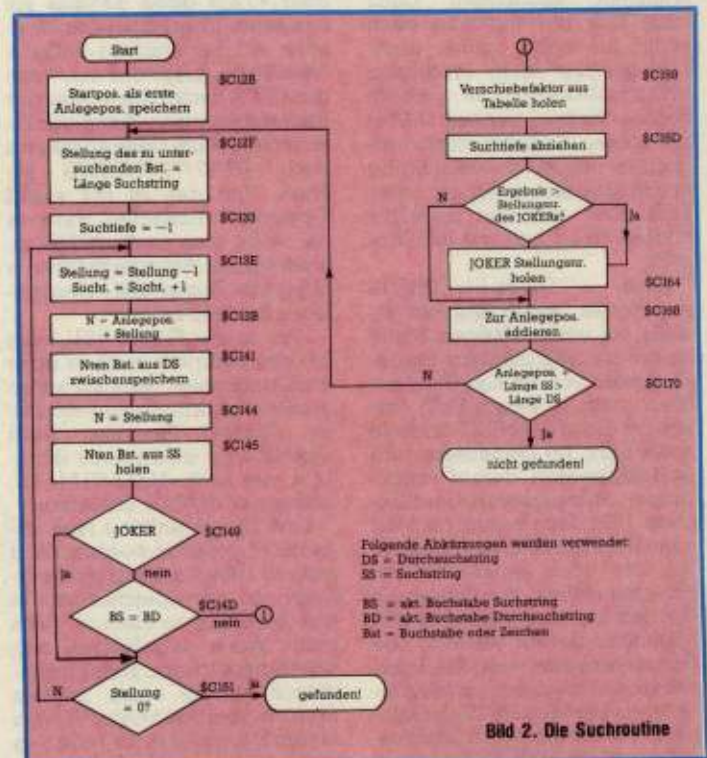 Start
Startpos. als erste
Anlegepos. speichern
$C12B
Stellung des zu unter-
suchenden Bst. =
Länge Suchstring
$C12F
Suchtiefe = −1
$C133
Stellung = Stellung −1
Sucht. = Sucht. +1
$C13E
N = Anlegepos.
+ Stellung
$C13B
Nten Bst. aus DS
zwischenspeichern
$C141
N = Stellung
$C144
Nten Bst. aus SS
holen
$C145
JOKER
$C149
Ja
nein
BS = BD
$C14D
nein
1
Stellung
= 0?
$C151
N
ja
gefunden!
1
Verschiebefaktor aus
Tabelle holen
$C159
Suchtiefe abziehen
$C15D
N
Ergebnis >
Stellungsnr.
des JOKERs?
Ja
JOKER Stellungsnr.
holen
$C164
Zur Anlegepos.
addieren
$C168
N
Anlegepos. +
Länge SS >
Länge DS
$C170
Ja
nicht gefunden!
Folgende Abkürzungen wurden verwendet:
DS = Durchsuchstring
SS = Suchstring
BS = akt. Buchstabe Suchstring
BD = akt. Buchstabe Durchsuchstring
Bst = Buchstabe oder Zeichen
Bild 2. Die Suchroutine